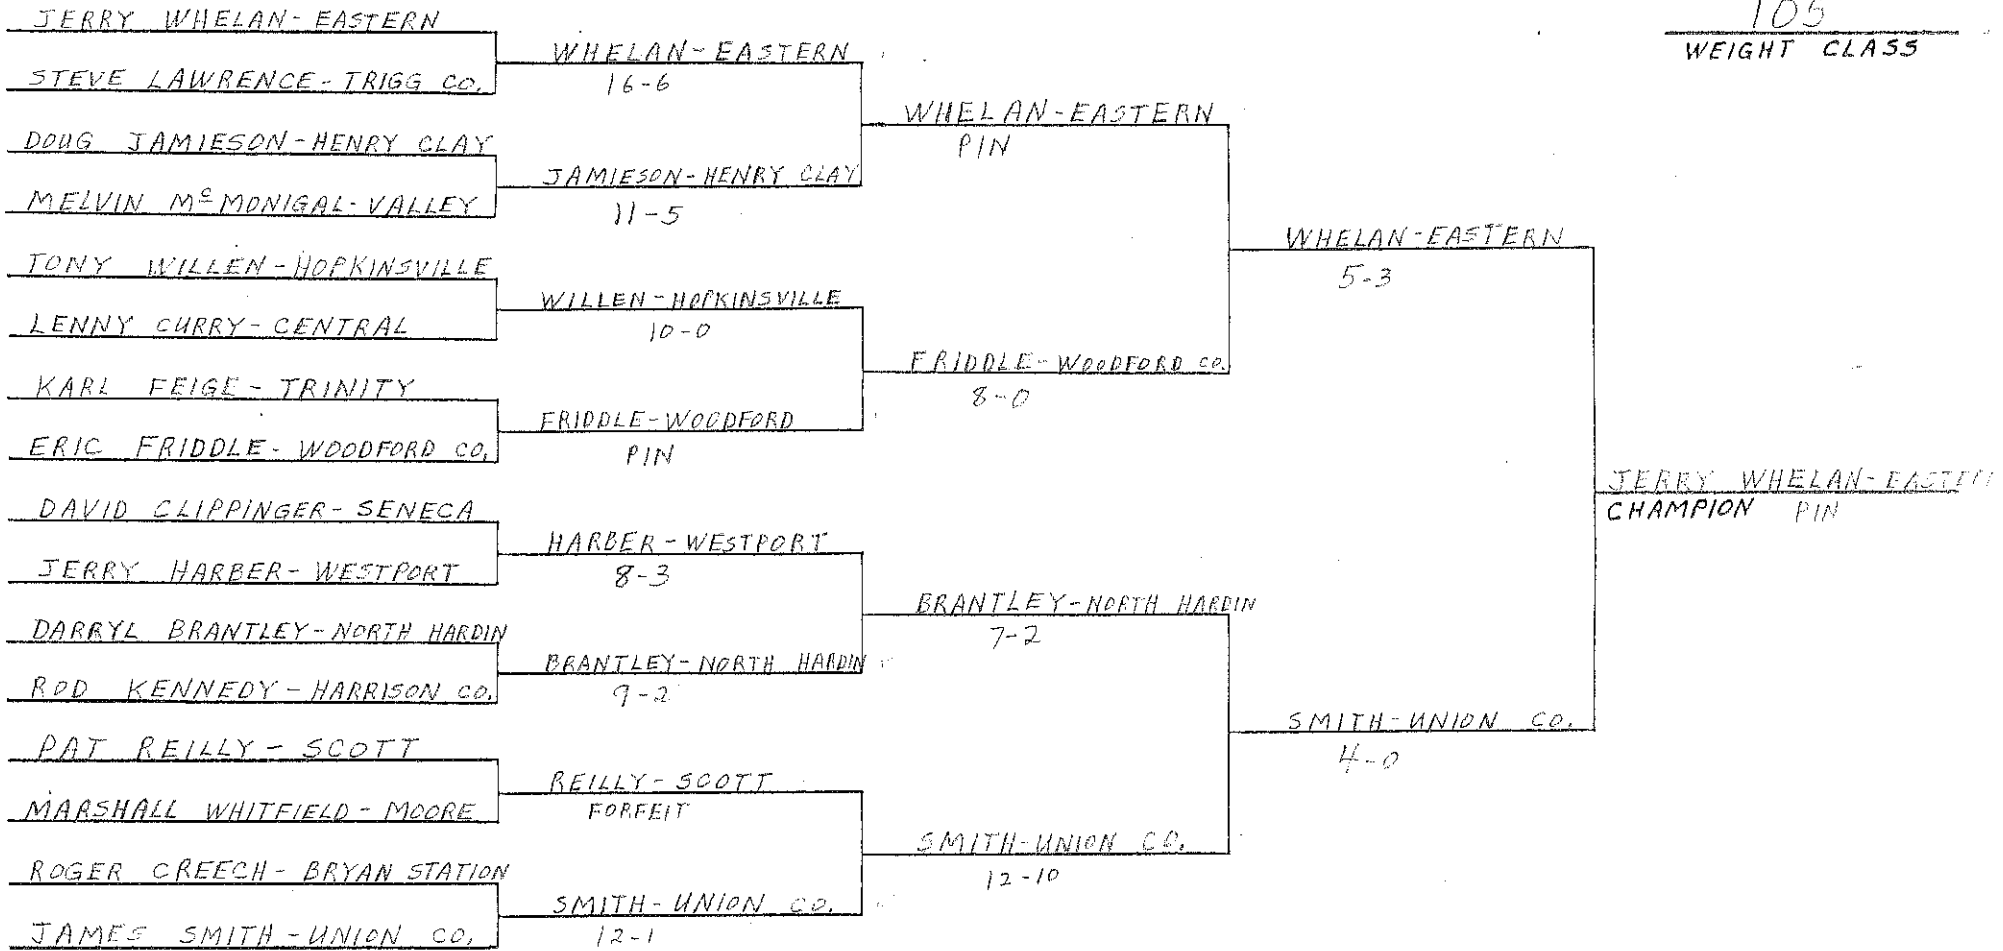 JERRY WHELAN-EASTERN
STEVE LAWRENCE-TRIGG CO.
DOUG JAMIESON-HENRY CLAY
MELVIN McMONIGAL-VALLEY
TONY WILLEN-HOPKINSVILLE
LENNY CURRY-CENTRAL
KARL FEIGE-TRINITY
ERIC FRIDDLE-WOODFORD CO.
DAVID CLIPPINGER-SENECA
JERRY HARBER-WESTPORT
DARRYL BRANTLEY-NORTH HARDIN
ROD KENNEDY-HARRISON CO.
PAT REILLY-SCOTT
MARSHALL WHITFIELD-MOORE
ROGER CREECH-BRYAN STATION
JAMES SMITH-UNION CO.
WHELAN-EASTERN
16-6
JAMIESON-HENRY CLAY
11-5
WILLEN-HOPKINSVILLE
10-0
FRIDDLE-WOODFORD
PIN
HARBER-WESTPORT
8-3
BRANTLEY-NORTH HARDIN
9-2
REILLY-SCOTT
FORFEIT
SMITH-UNION CO.
12-1
WHELAN-EASTERN
PIN
FRIDDLE-WOODFORD CO.
8-0
BRANTLEY-NORTH HARDIN
7-2
SMITH-UNION CO.
12-10
WHELAN-EASTERN
5-3
SMITH-UNION CO.
4-0
105
WEIGHT CLASS
JERRY WHELAN-EASTERN
CHAMPION PIN